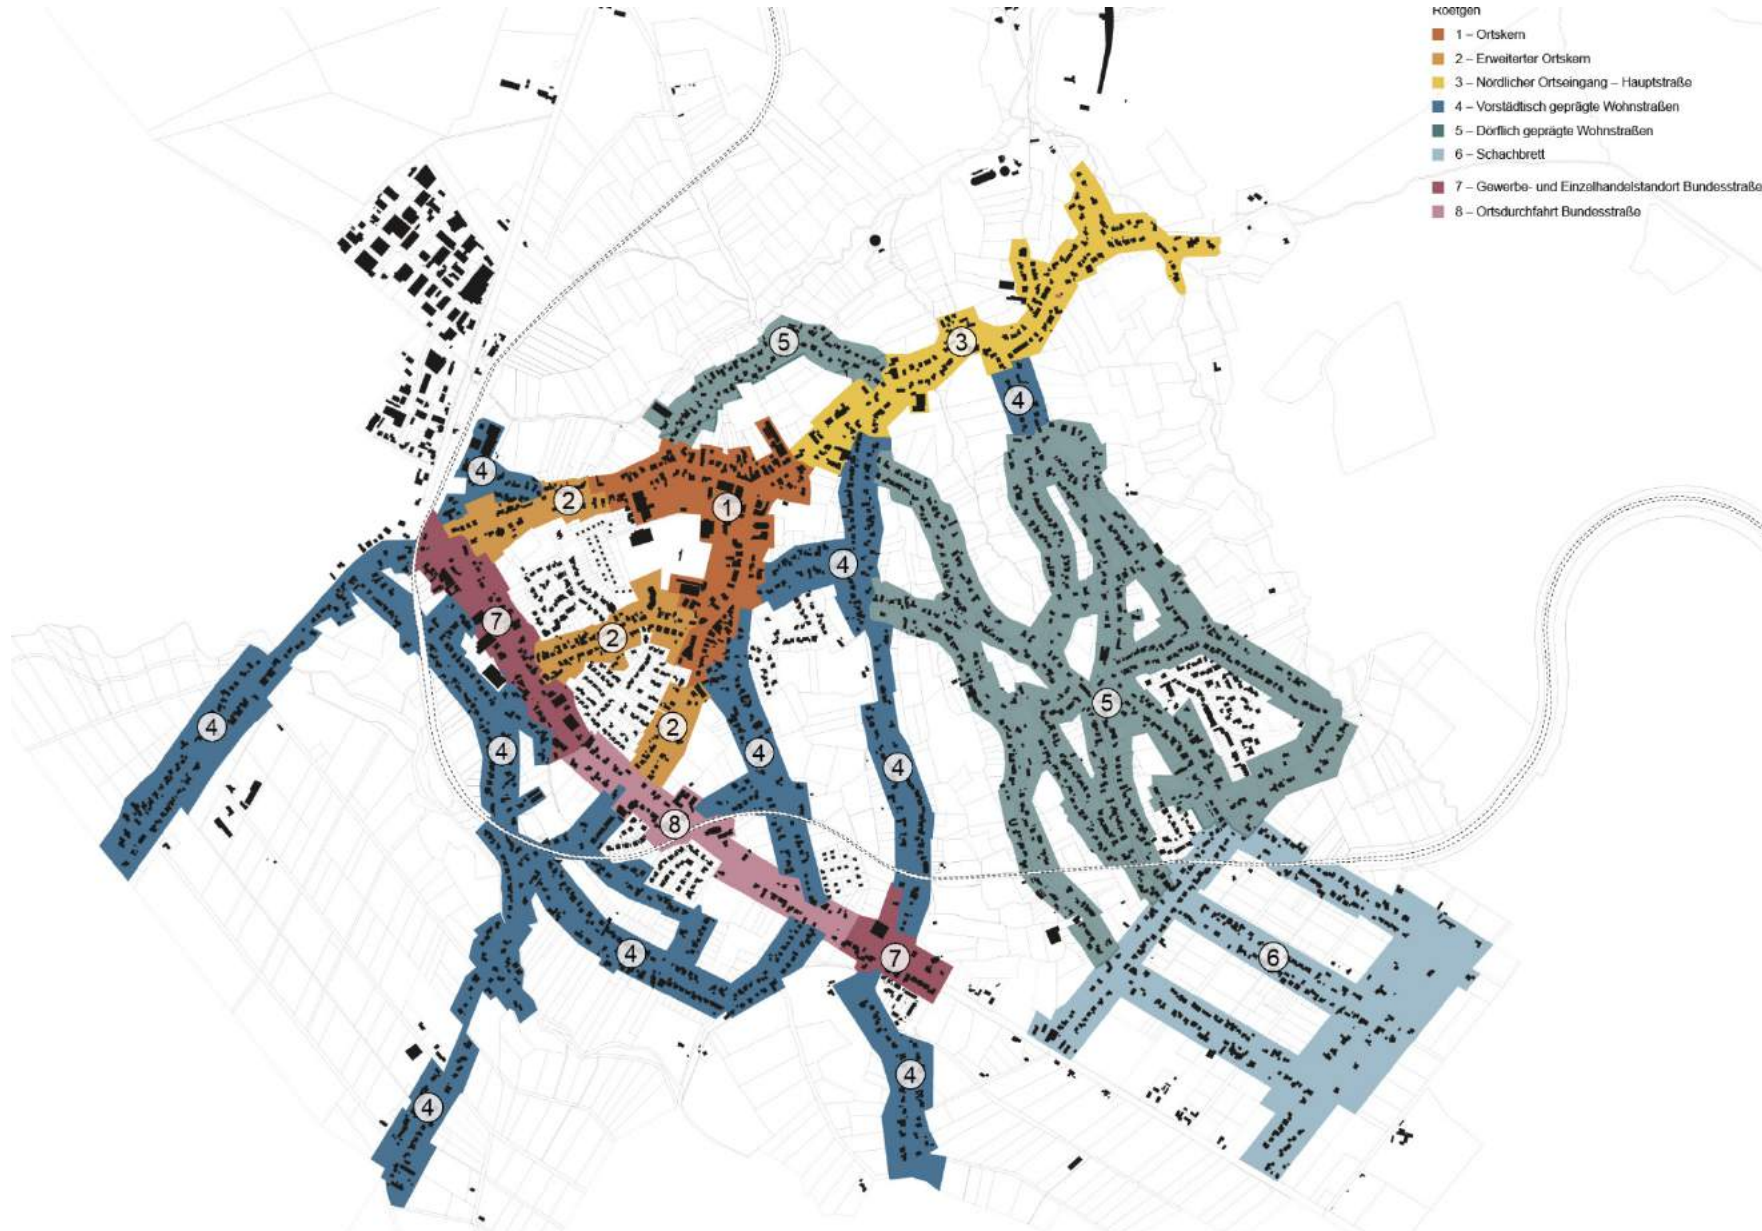 Roetgen
1 – Ortskern
2 – Erweiterter Ortskern
3 – Nördlicher Ortseingang – Hauptstraße
4 – Vorstädtisch geprägte Wohnstraßen
5 – Dörflich geprägte Wohnstraßen
6 – Schachbrett
7 – Gewerbe- und Einzelhandelstandort Bundesstraße
8 – Ortsdurchfahrt Bundesstraße
5
3
4
4
2
1
4
7
2
5
4
2
4
4
4
8
4
7
6
4
4